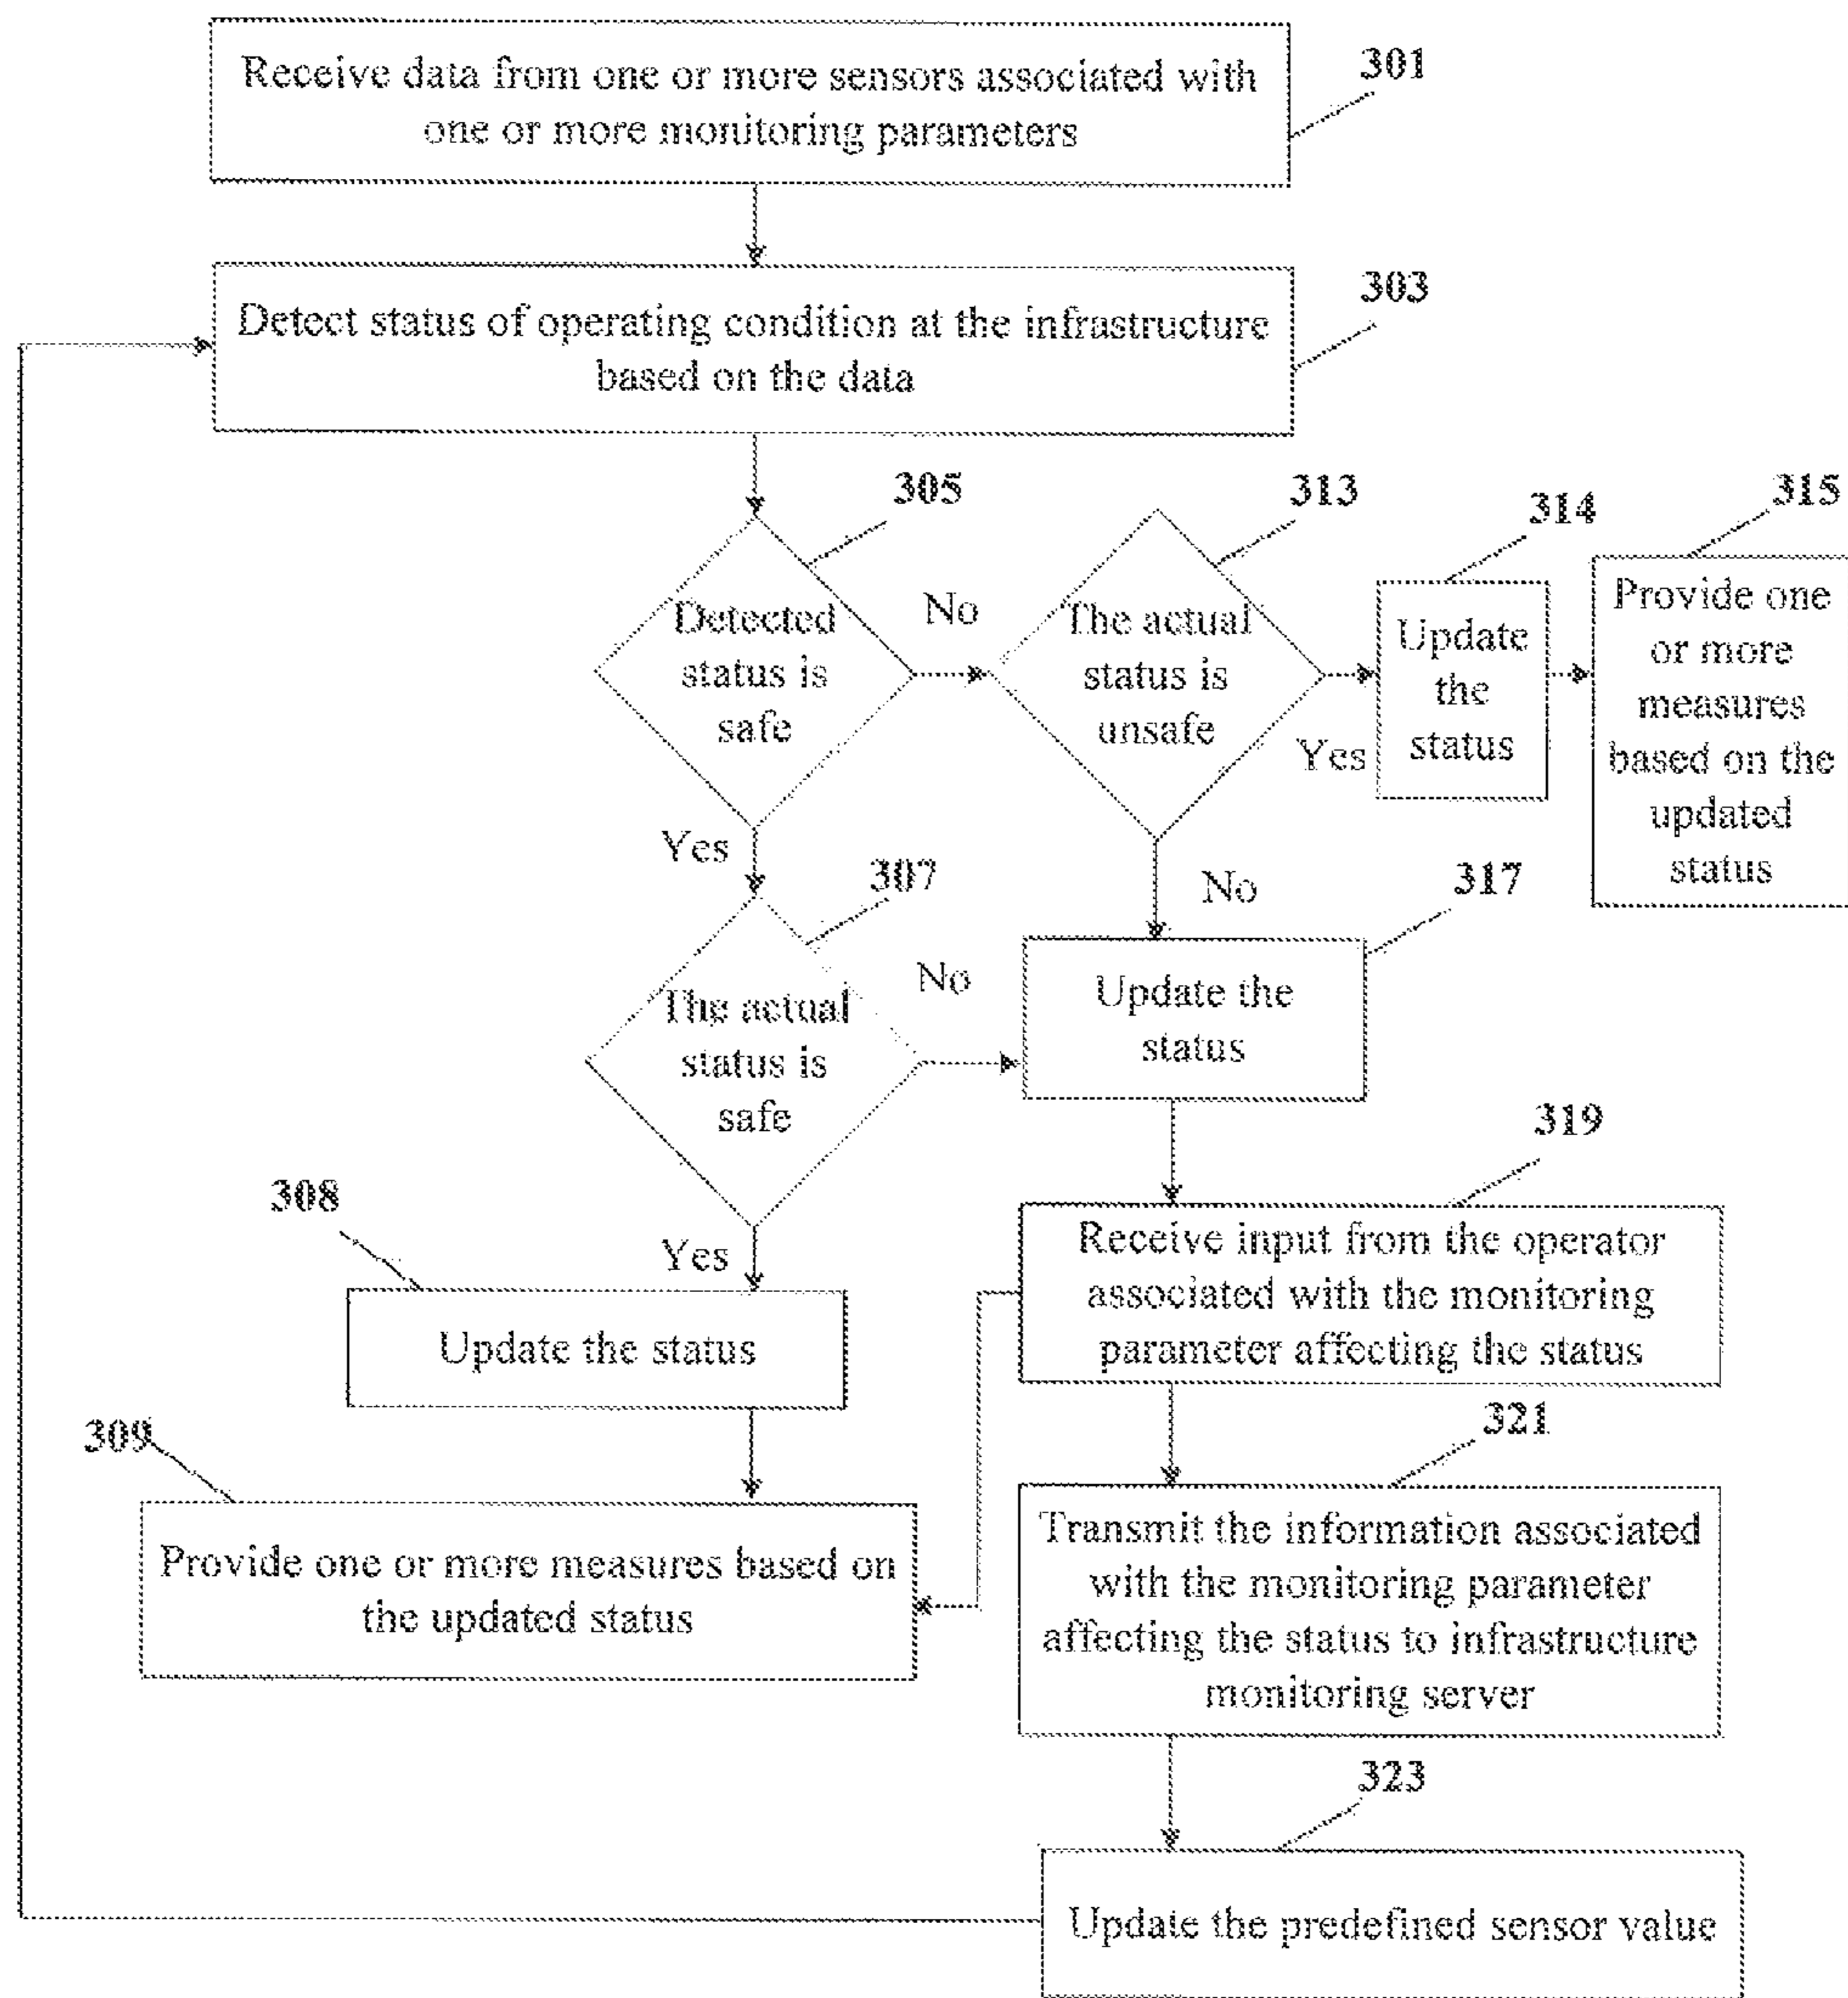 Receive data from one or more sensors associated with
one or more monitoring parameters
301
Detect status of operating condition at the infrastructure
based on the data
303
305
Detected
status is
safe
No
Yes
313
The actual
status is
unsafe
Yes
No
314
Update
the
status
315
Provide one
or more
measures
based on the
updated
status
307
The actual
status is
safe
No
Yes
317
Update the
status
308
Update the status
309
Provide one or more measures based on
the updated status
319
Receive input from the operator
associated with the monitoring
parameter affecting the status
321
Transmit the information associated
with the monitoring parameter
affecting the status to infrastructure
monitoring server
323
Update the predefined sensor value